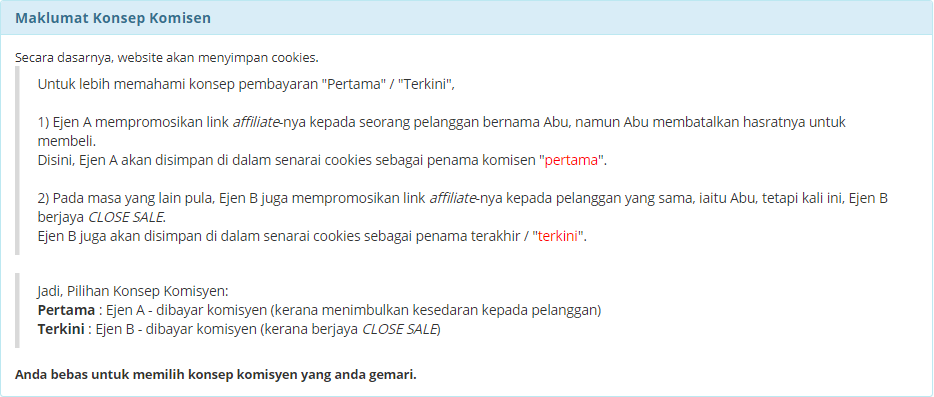 Maklumat Konsep Komisen
Secara dasarnya, website akan menyimpan cookies.
Untuk lebih memahami konsep pembayaran "Pertama" / "Terkini",
1) Ejen A mempromosikan link affiliate-nya kepada seorang pelanggan bernama Abu, namun Abu membatalkan hasratnya untuk
membeli.
Disini, Ejen A akan disimpan di dalam senarai cookies sebagai penama komisen "pertama".
2) Pada masa yang lain pula, Ejen B juga mempromosikan link affiliate-nya kepada pelanggan yang sama, iaitu Abu, tetapi kali ini, Ejen B
berjaya CLOSE SALE.
Ejen B juga akan disimpan di dalam senarai cookies sebagai penama terakhir / "terkini".
Jadi, Pilihan Konsep Komisyen:
Pertama : Ejen A - dibayar komisyen (kerana menimbulkan kesedaran kepada pelanggan)
Terkini : Ejen B - dibayar komisyen (kerana berjaya CLOSE SALE)
Anda bebas untuk memilih konsep komisyen yang anda gemari.